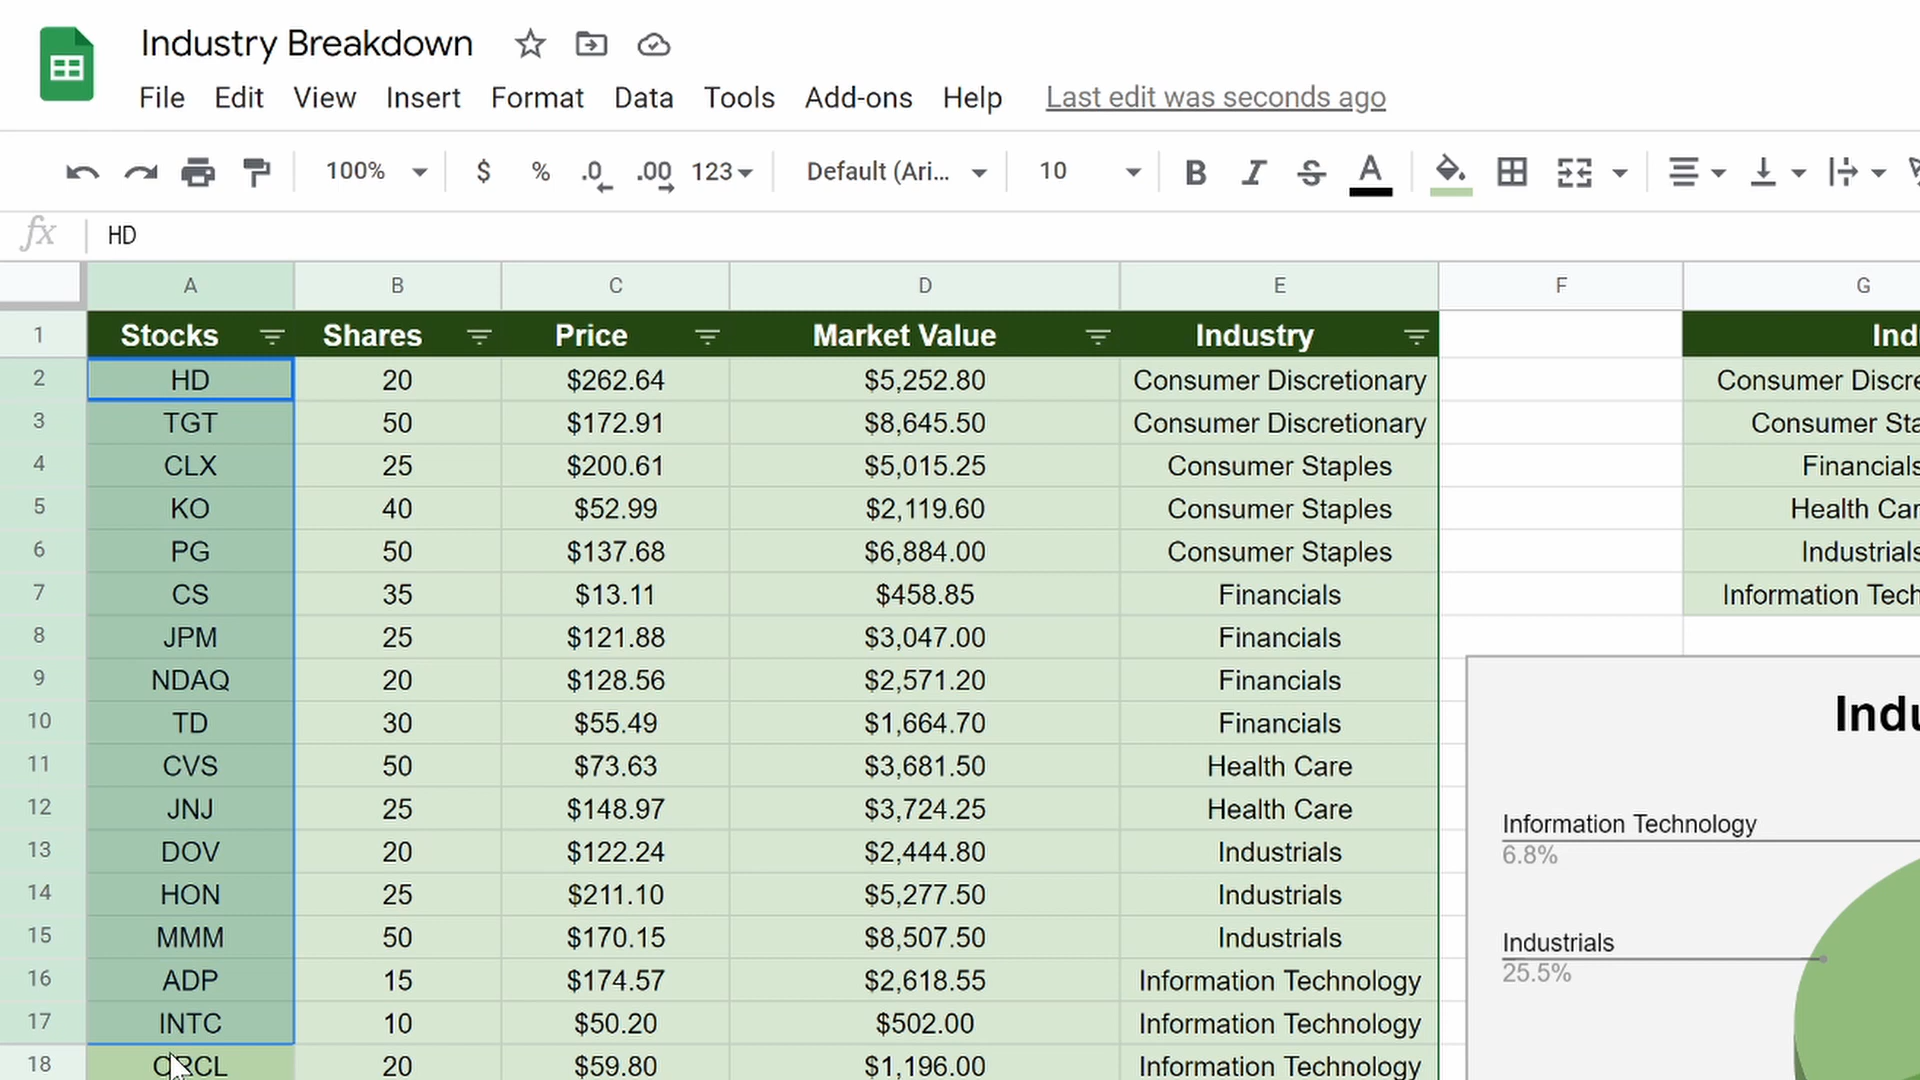 Industry Breakdown
File Edit View Insert Format Data Tools Add-ons Help Last edit was seconds ago
100% $ % .0 .00 123 Default (Ari... 10 B I S A
fx HD
A B C D E F G
1 Stocks Shares Price Market Value Industry Ind
2 HD 20 $262.64 $5,252.80 Consumer Discretionary Consumer Discre
3 TGT 50 $172.91 $8,645.50 Consumer Discretionary Consumer Sta
4 CLX 25 $200.61 $5,015.25 Consumer Staples Financials
5 KO 40 $52.99 $2,119.60 Consumer Staples Health Car
6 PG 50 $137.68 $6,884.00 Consumer Staples Industrials
7 CS 35 $13.11 $458.85 Financials Information Tech
8 JPM 25 $121.88 $3,047.00 Financials
9 NDAQ 20 $128.56 $2,571.20 Financials
10 TD 30 $55.49 $1,664.70 Financials
Indu
11 CVS 50 $73.63 $3,681.50 Health Care
12 JNJ 25 $148.97 $3,724.25 Health Care
Information Technology
6.8%
13 DOV 20 $122.24 $2,444.80 Industrials
14 HON 25 $211.10 $5,277.50 Industrials
15 MMM 50 $170.15 $8,507.50 Industrials
Industrials
25.5%
16 ADP 15 $174.57 $2,618.55 Information Technology
17 INTC 10 $50.20 $502.00 Information Technology
18 ORCL 20 $59.80 $1,196.00 Information Technology